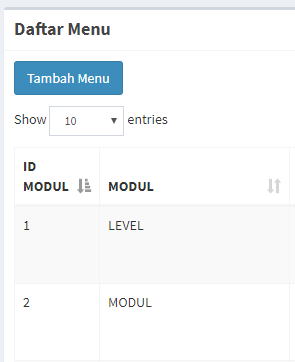 Daftar Menu
Tambah Menu
Show 10 entries
ID MODUL MODUL
1 LEVEL
2 MODUL